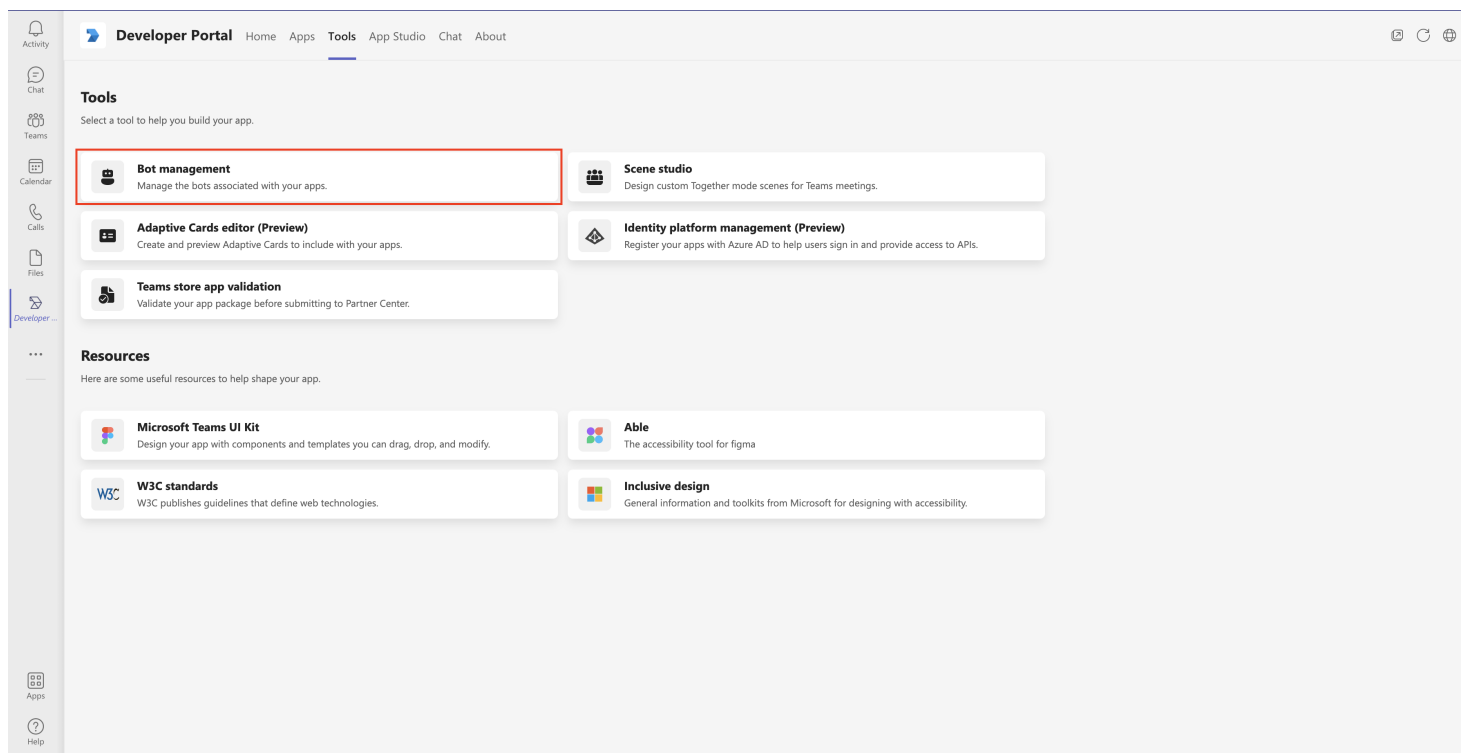 Activity
Chat
Teams
Calendar
Calls
Files
Developer ...
Apps
Help
Developer Portal Home Apps Tools App Studio Chat About
Tools
Select a tool to help you build your app.
Bot management
Manage the bots associated with your apps.
Scene studio
Design custom Together mode scenes for Teams meetings.
Adaptive Cards editor (Preview)
Create and preview Adaptive Cards to include with your apps.
Identity platform management (Preview)
Register your apps with Azure AD to help users sign in and provide access to APIs.
Teams store app validation
Validate your app package before submitting to Partner Center.
Resources
Here are some useful resources to help shape your app.
Microsoft Teams UI Kit
Design your app with components and templates you can drag, drop, and modify.
Able
The accessibility tool for figma
W3C
W3C standards
W3C publishes guidelines that define web technologies.
Inclusive design
General information and toolkits from Microsoft for designing with accessibility.